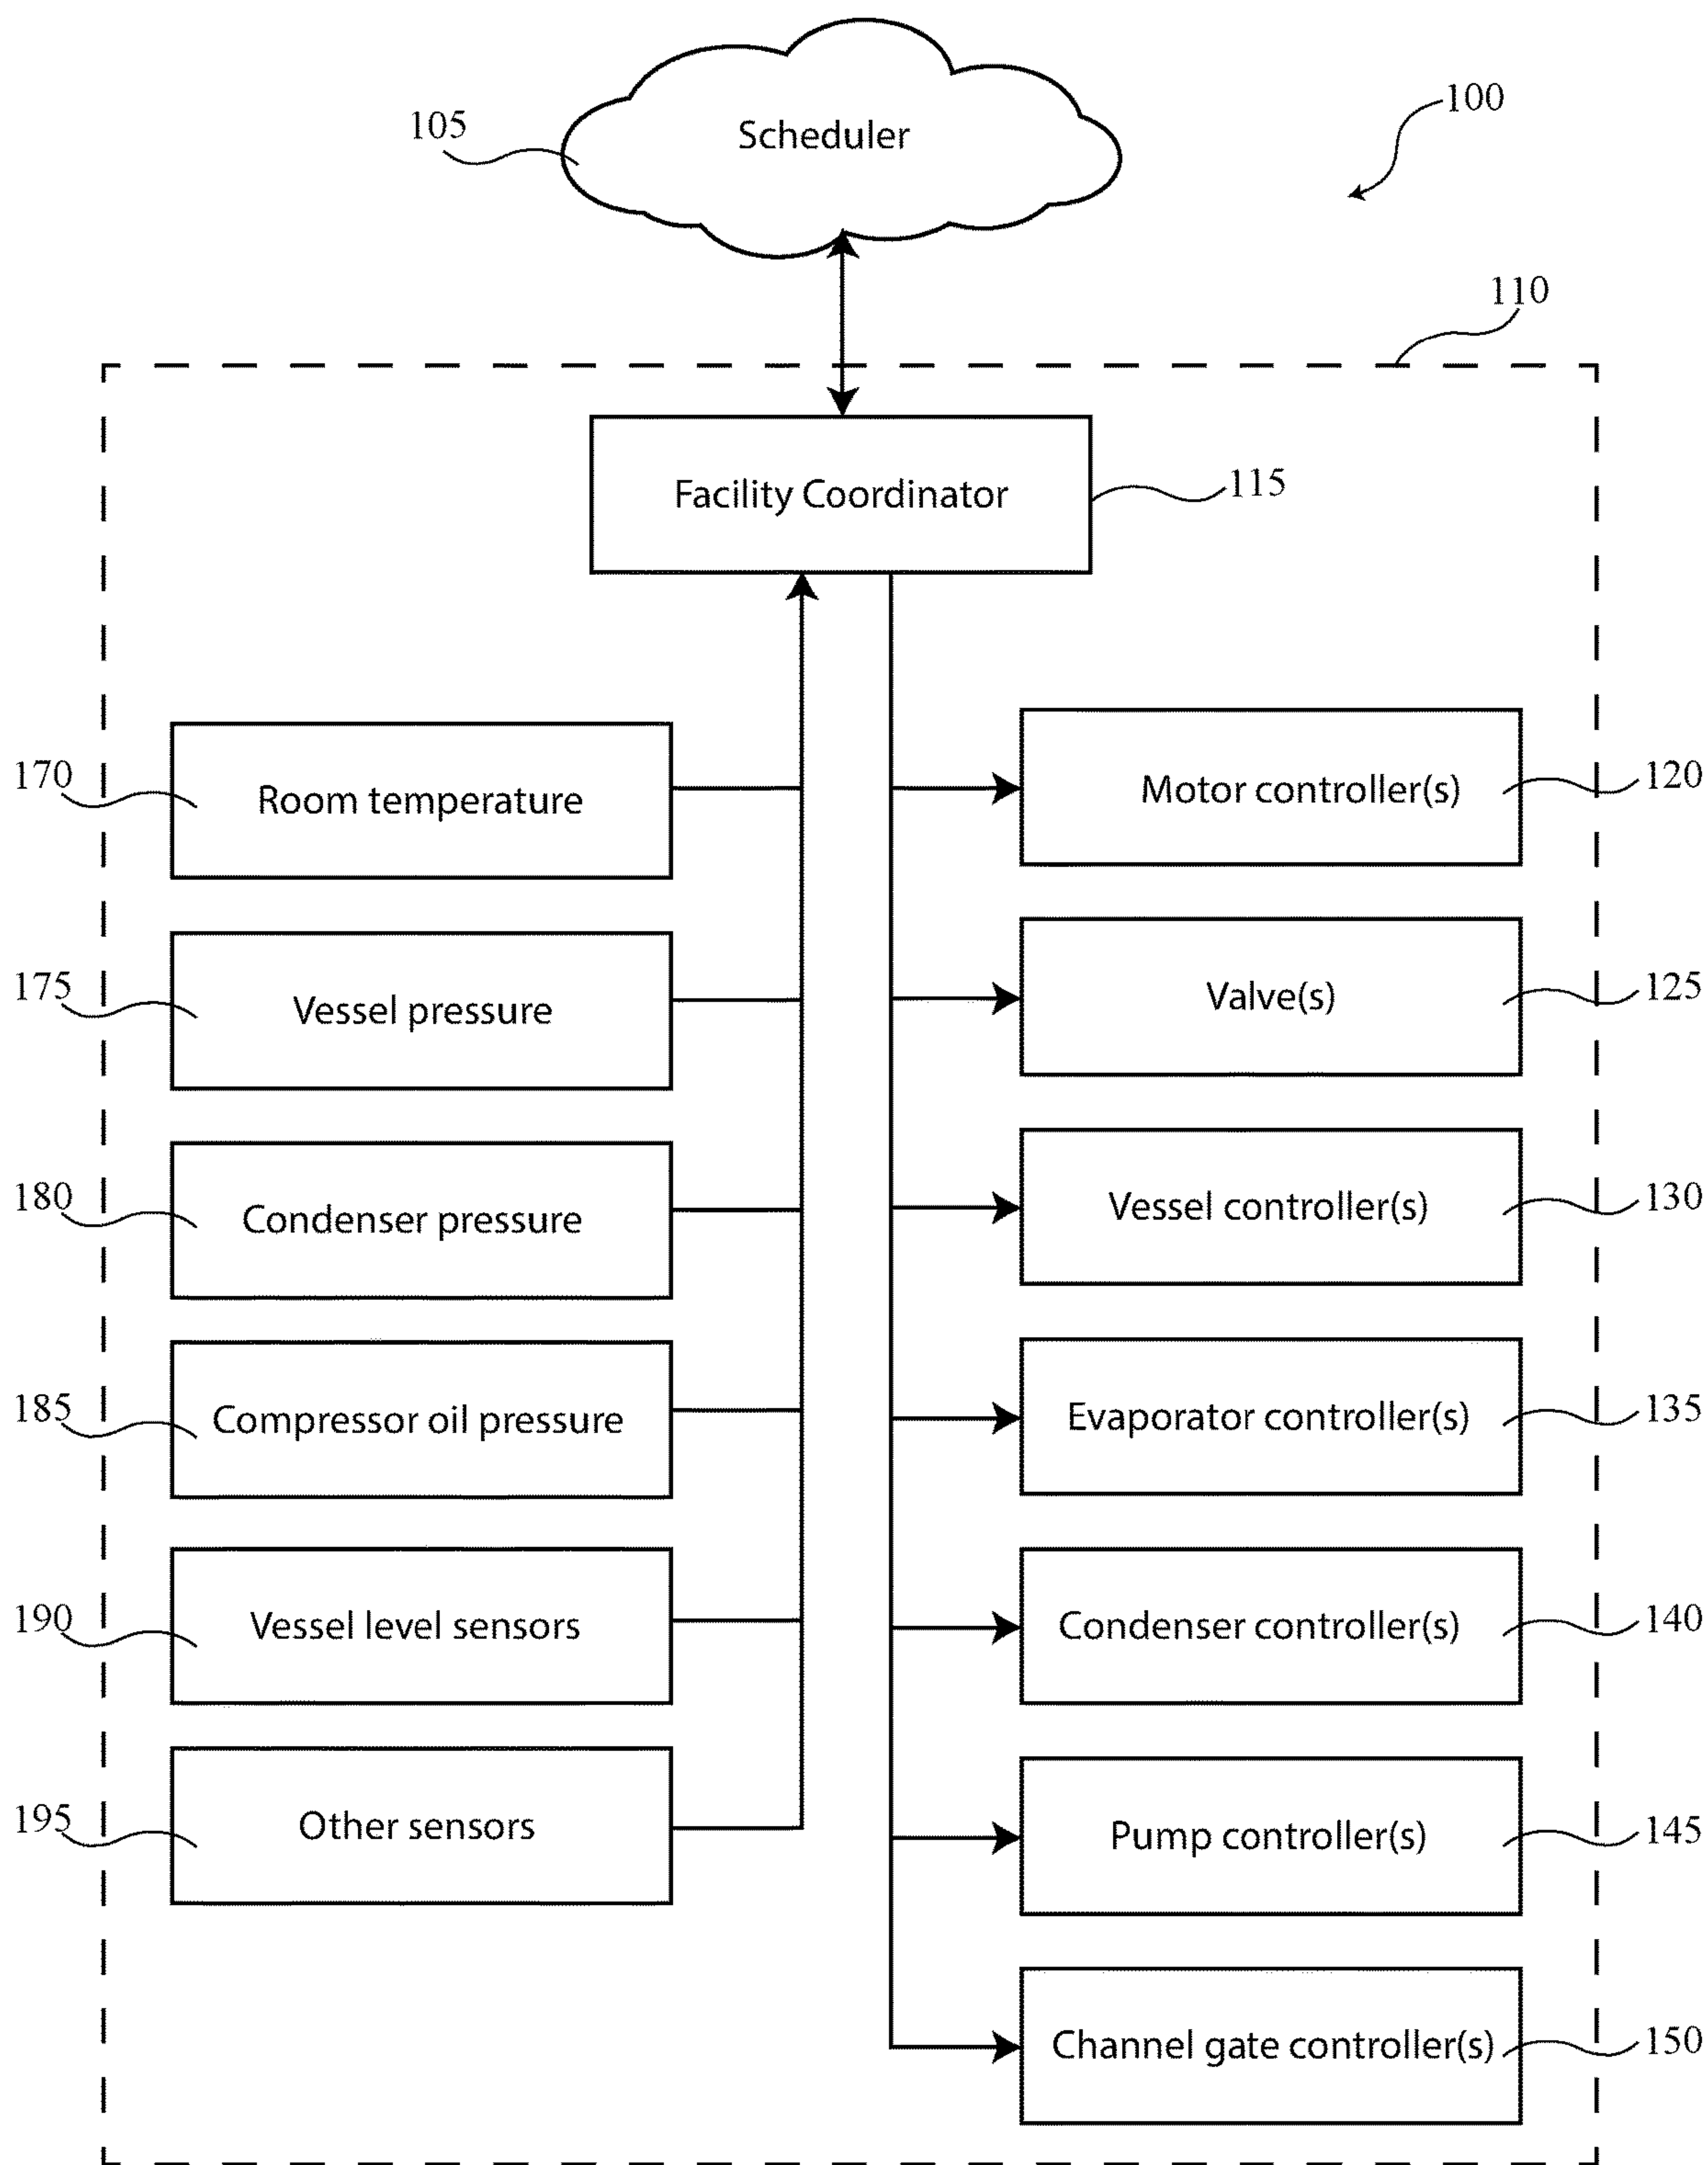 105
Scheduler
100
110
Facility Coordinator
115
170
Room temperature
Motor controller(s)
120
175
Vessel pressure
Valve(s)
125
180
Condenser pressure
Vessel controller(s)
130
185
Compressor oil pressure
Evaporator controller(s)
135
190
Vessel level sensors
Condenser controller(s)
140
195
Other sensors
Pump controller(s)
145
Channel gate controller(s)
150